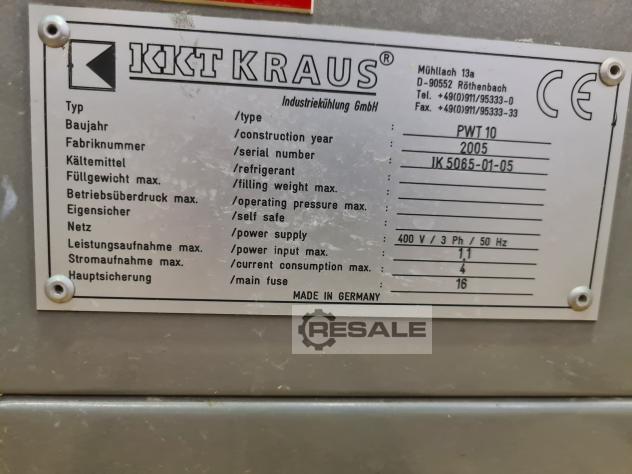 KKT KRAUS®
Industriekühlung GmbH
Mühllach 13a
D-90552 Röthenbach
Tel. +49(0)911/95333-0
Fax. +49(0)911/95333-33
CE
Typ /type : PWT 10
Baujahr /construction year : 2005
Fabriknummer /serial number : IK 5065-01-05
Kältemittel /refrigerant :
Füllgewicht max. /filling weight max. :
Betriebsüberdruck max. /operating pressure max. :
Eigensicher /self safe :
Netz /power supply : 400 V / 3 Ph / 50 Hz
Leistungsaufnahme max. /power input max. : 1,1
Stromaufnahme max. /current consumption max. : 4
Hauptsicherung /main fuse : 16
MADE IN GERMANY
RESALE